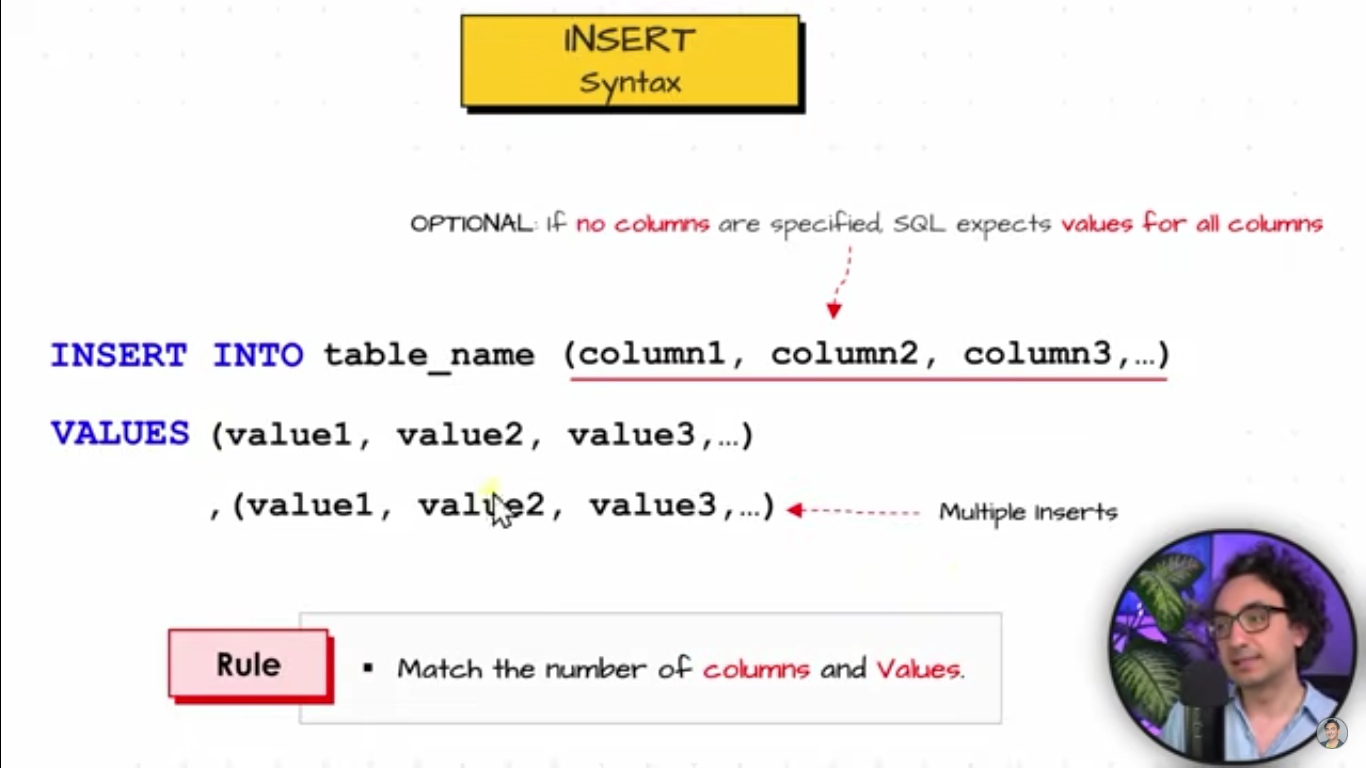 INSERT
Syntax
OPTIONAL: If no columns are specified, SQL expects values for all columns
INSERT INTO table_name (column1, column2, column3,…)
VALUES (value1, value2, value3,…)
,(value1, value2, value3,…)
Multiple Inserts
Rule
▪ Match the number of columns and Values.